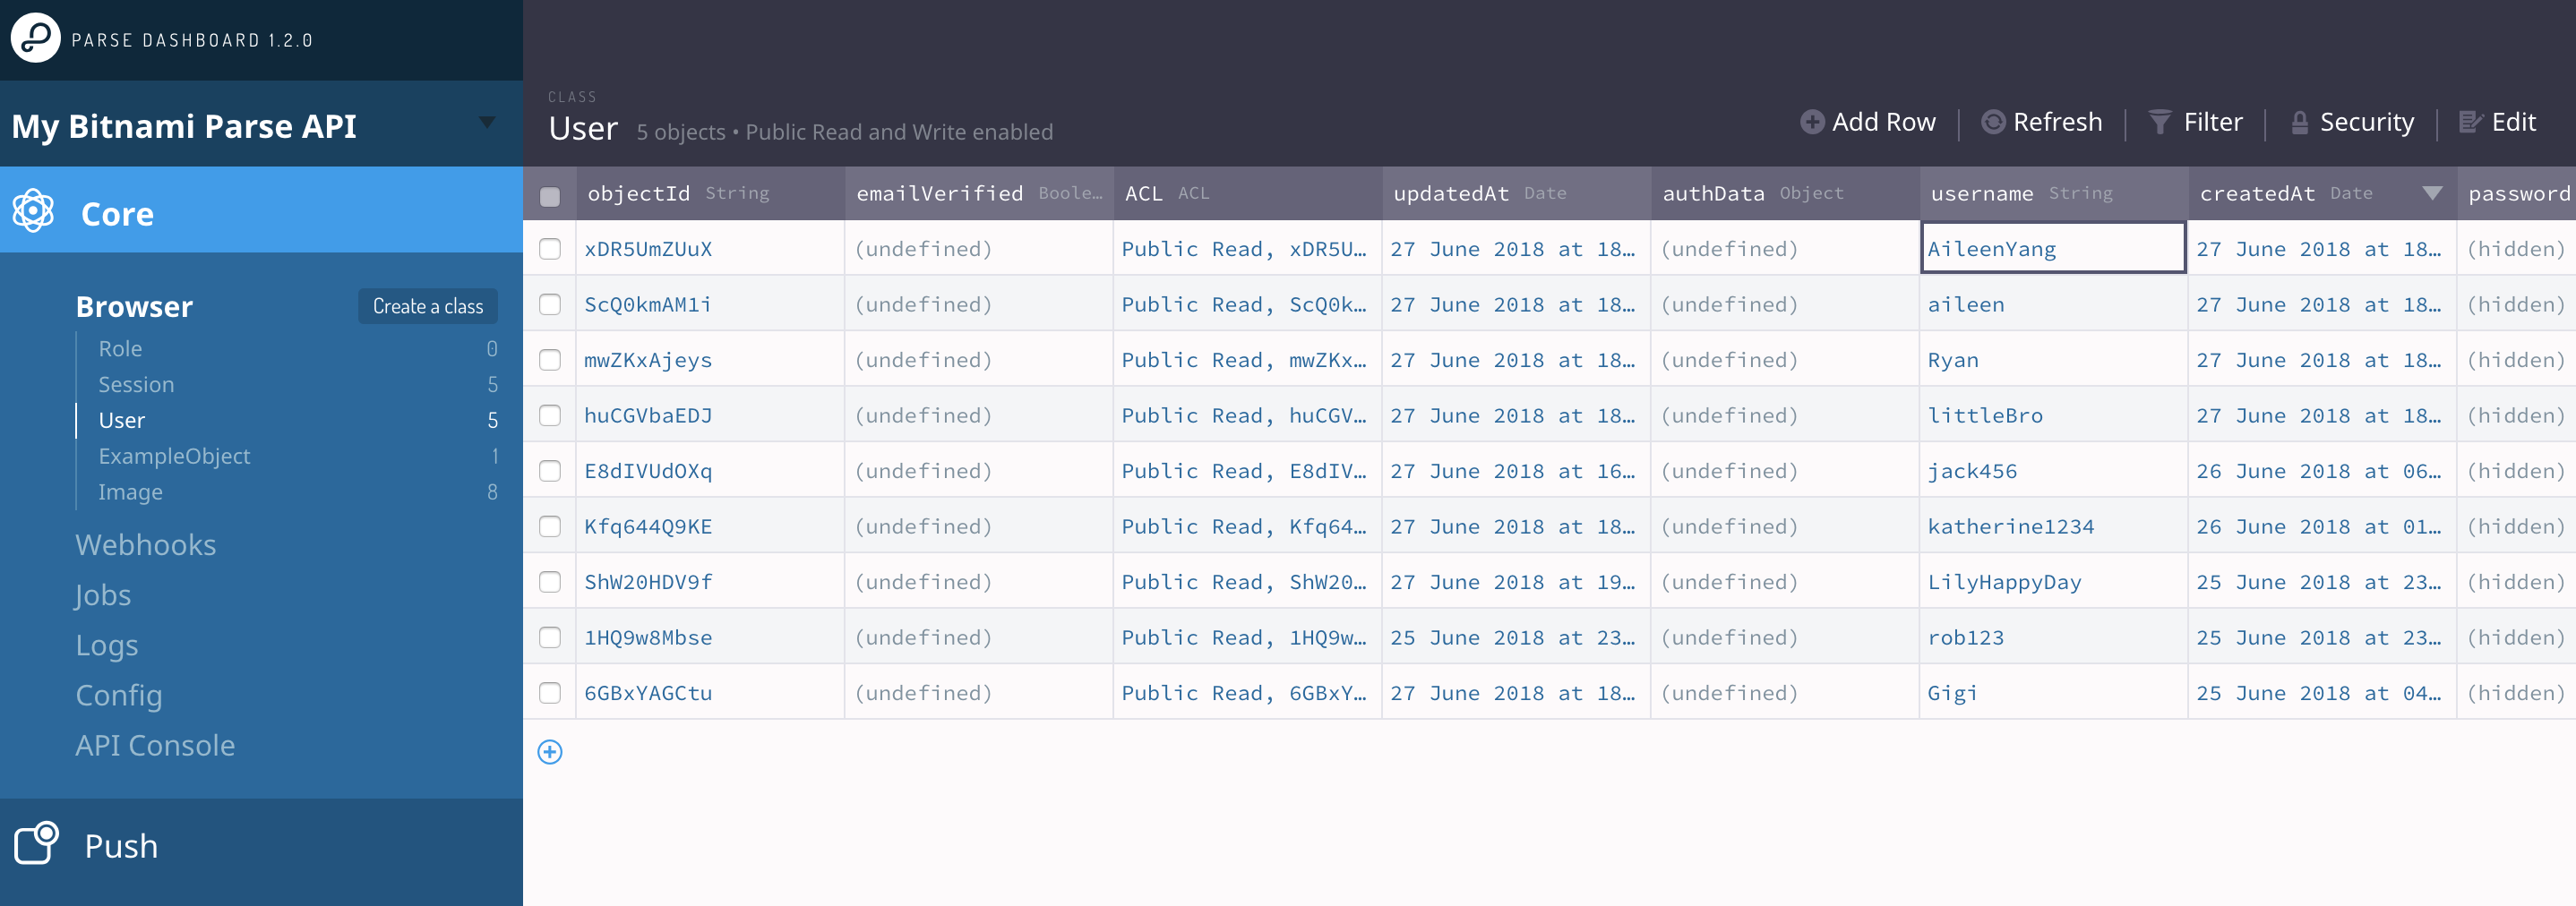 PARSE DASHBOARD 1.2.0
My Bitnami Parse API
Core
Browser Create a class
Role 0
Session 5
User 5
ExampleObject 1
Image 8
Webhooks
Jobs
Logs
Config
API Console
Push
CLASS
User 5 objects • Public Read and Write enabled
Add Row Refresh Filter Security Edit
objectId String emailVerified Boole… ACL ACL updatedAt Date authData Object username String createdAt Date password
xDR5UmZUuX (undefined) Public Read, xDR5U… 27 June 2018 at 18… (undefined) AileenYang 27 June 2018 at 18… (hidden)
ScQ0kmAM1i (undefined) Public Read, ScQ0k… 27 June 2018 at 18… (undefined) aileen 27 June 2018 at 18… (hidden)
mwZKxAjeys (undefined) Public Read, mwZKx… 27 June 2018 at 18… (undefined) Ryan 27 June 2018 at 18… (hidden)
huCGVbaEDJ (undefined) Public Read, huCGV… 27 June 2018 at 18… (undefined) littleBro 27 June 2018 at 18… (hidden)
E8dIVUdOXq (undefined) Public Read, E8dIV… 27 June 2018 at 16… (undefined) jack456 26 June 2018 at 06… (hidden)
Kfq644Q9KE (undefined) Public Read, Kfq64… 27 June 2018 at 18… (undefined) katherine1234 26 June 2018 at 01… (hidden)
ShW20HDV9f (undefined) Public Read, ShW20… 27 June 2018 at 19… (undefined) LilyHappyDay 25 June 2018 at 23… (hidden)
1HQ9w8Mbse (undefined) Public Read, 1HQ9w… 25 June 2018 at 23… (undefined) rob123 25 June 2018 at 23… (hidden)
6GBxYAGCtu (undefined) Public Read, 6GBxY… 27 June 2018 at 18… (undefined) Gigi 25 June 2018 at 04… (hidden)